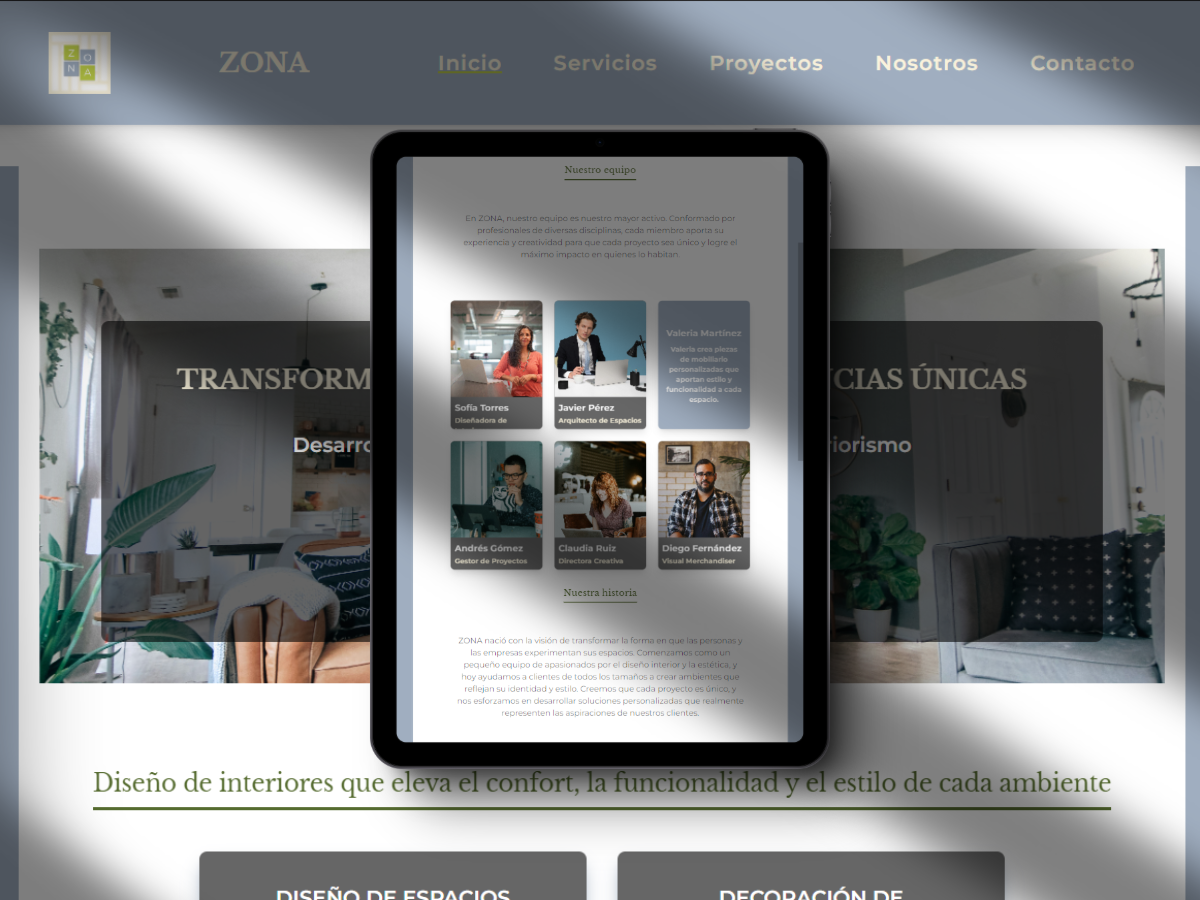 Z O
N A
ZONA
Inicio
Servicios
Proyectos
Nosotros
Contacto
TRANSFORM
CIAS ÚNICAS
Desarro
riorismo
Nuestro equipo
En ZONA, nuestro equipo es nuestro mayor activo. Conformado por
profesionales de diversas disciplinas, cada miembro aporta su
experiencia y creatividad para que cada proyecto sea único y logre el
máximo impacto en quienes lo habitan.
Sofía Torres
Diseñadora de
Javier Pérez
Arquitecto de Espacios
Valeria Martínez
Valeria crea piezas
de mobiliario
personalizadas que
aportan estilo y
funcionalidad a cada
espacio.
Andrés Gómez
Gestor de Proyectos
Claudia Ruiz
Directora Creativa
Diego Fernández
Visual Merchandiser
Nuestra historia
ZONA nació con la visión de transformar la forma en que las personas y
las empresas experimentan sus espacios. Comenzamos como un
pequeño equipo de apasionados por el diseño interior y la estética, y
hoy ayudamos a clientes de todos los tamaños a crear ambientes que
reflejan su identidad y estilo. Creemos que cada proyecto es único, y
nos esforzamos en desarrollar soluciones personalizadas que realmente
representen las aspiraciones de nuestros clientes.
Diseño de interiores que eleva el confort, la funcionalidad y el estilo de cada ambiente
DISEÑO DE ESPACIOS
DECORACIÓN DE